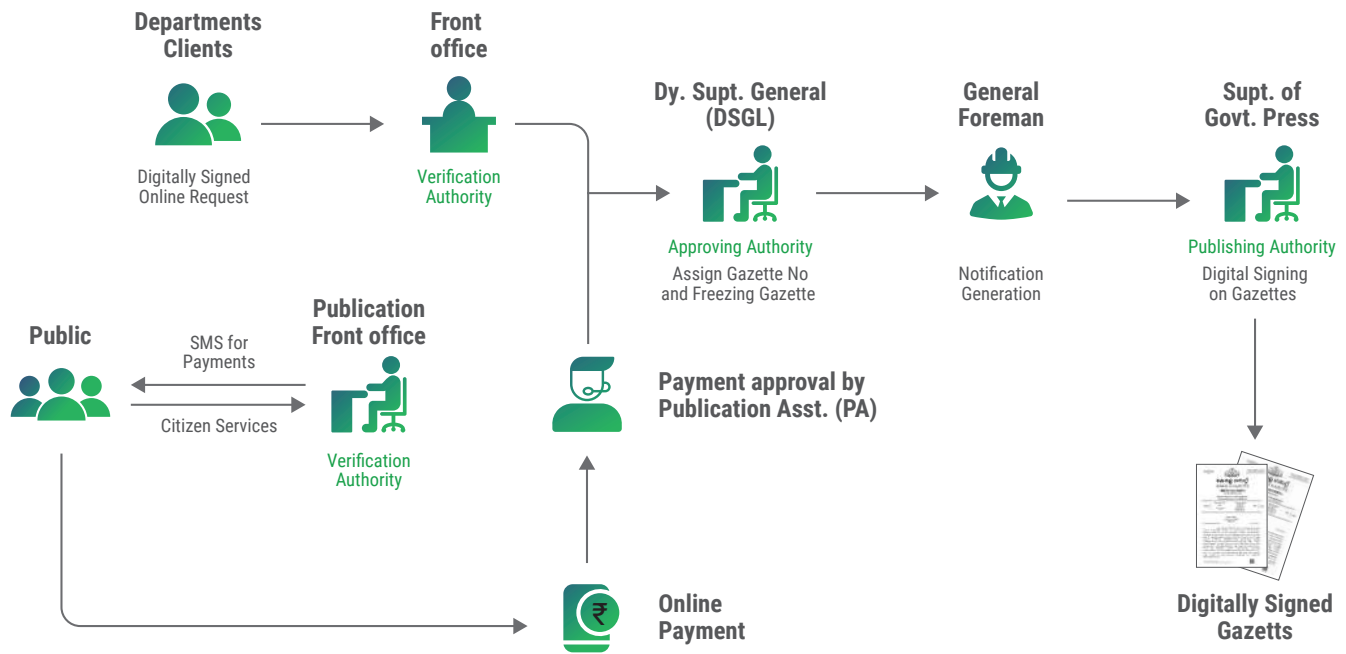 Departments
Clients
Digitally Signed
Online Request
Front
office
Verification
Authority
Dy. Supt. General
(DSGL)
Approving Authority
Assign Gazette No
and Freezing Gazette
General
Foreman
Notification
Generation
Supt. of
Govt. Press
Publishing Authority
Digital Signing
on Gazettes
Public
SMS for
Payments
Citizen Services
Publication
Front office
Verification
Authority
Payment approval by
Publication Asst. (PA)
₹
Online
Payment
Digitally Signed
Gazetts